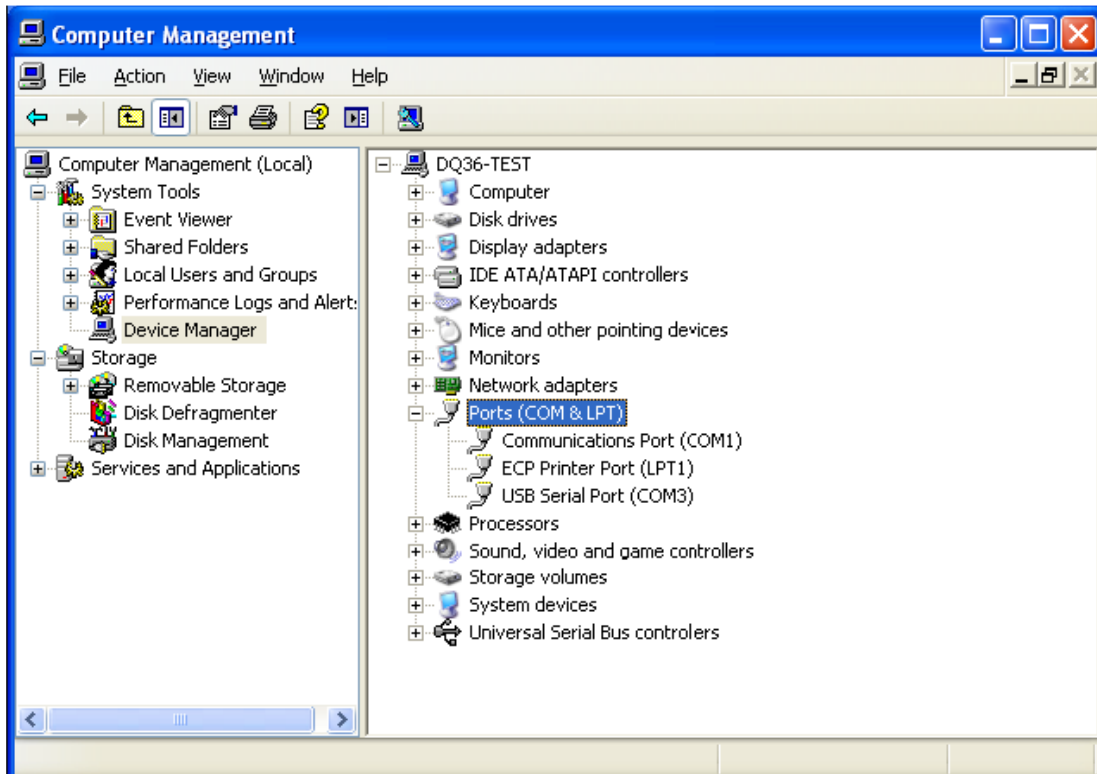 Computer Management
File Action View Window Help
Computer Management (Local)
System Tools
Event Viewer
Shared Folders
Local Users and Groups
Performance Logs and Alert:
Device Manager
Storage
Removable Storage
Disk Defragmenter
Disk Management
Services and Applications
DQ36-TEST
Computer
Disk drives
Display adapters
IDE ATA/ATAPI controllers
Keyboards
Mice and other pointing devices
Monitors
Network adapters
Ports (COM & LPT)
Communications Port (COM1)
ECP Printer Port (LPT1)
USB Serial Port (COM3)
Processors
Sound, video and game controllers
Storage volumes
System devices
Universal Serial Bus controlers